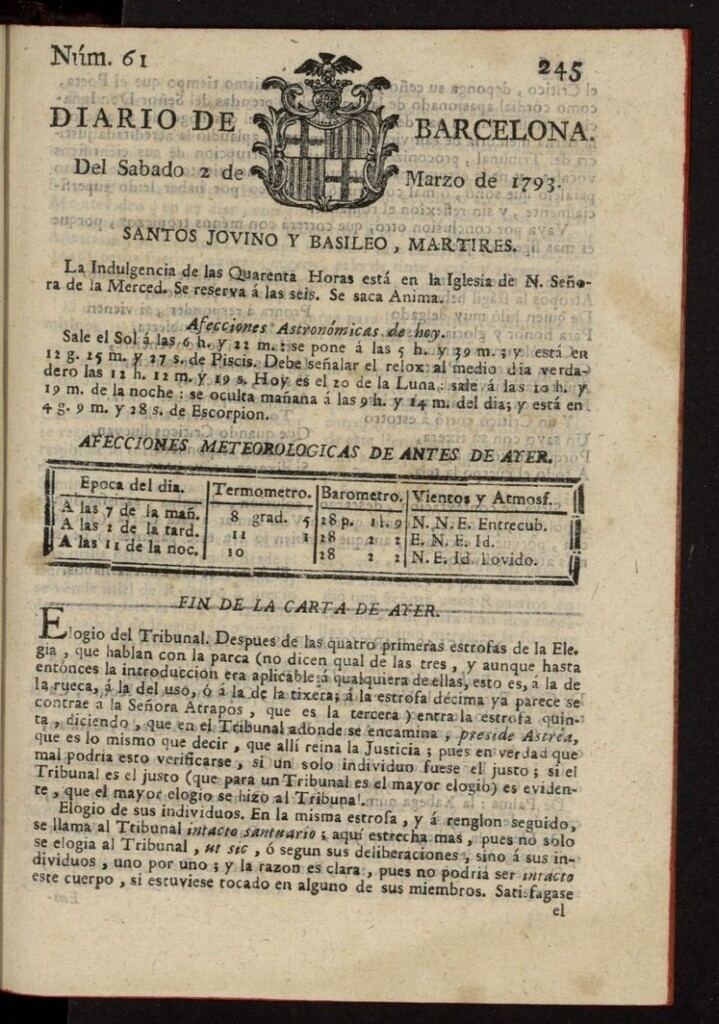 Núm. 61
245
DIARIO DE BARCELONA.
Del Sabado 2 de Marzo de 1793.
SANTOS JOVINO Y BASILEO, MARTIRES.
La Indulgencia de las Quarenta Horas está en la Iglesia de N. Seño-
ra de la Merced. Se reserva á las seis. Se saca Anima.
Afecciones Astronómicas de hoy.
Sale el Sol á las 6 h. y 22 m.: se pone á las 5 h. y 39 m.; y está en
12 g. 25 m. y 27 s. de Piscis. Debe señalar el relox al medio dia verda-
dero las 12 h. 12 m. y 19 s. Hoy es el 20 de la Luna: sale á las 10 h. y
19 m. de la noche: se oculta mañana á las 9 h. y 14 m. del dia; y está en
4 g. 9 m. y 28 s. de Escorpion.
AFECCIONES METEOROLOGICAS DE ANTES DE AYER.
Epoca del dia. Termometro. Barometro. Vientos y Atmosf.
A las 7 de la mañ. 8 grad. 5 28 p. 11. 9 N. N. E. Entrecub.
A las 2 de la tard. 11 1 28 2 2 E. N. E. Id.
A las 11 de la noc. 10 28 2 2 N. E. Id. Llovido.
FIN DE LA CARTA DE AYER.
Elogio del Tribunal. Despues de las quatro primeras estrofas de la Ele-
gia, que hablan con la parca (no dicen qual de las tres, y aunque hasta
entónces la introduccion era aplicable á qualquiera de ellas, esto es, á la de
la rueca, á la del uso, ó á la de la tixera; á la estrofa décima ya parece se
contrae á la Señora Atrapos, que es la tercera) entra la estrofa quin-
ta, diciendo, que en el Tribunal adonde se encamina, preside Astréa,
que es lo mismo que decir, que allí reina la Justicia; pues en verdad que
mal podria esto verificarse, si un solo individuo fuese el justo; si el
Tribunal es el justo (que para un Tribunal es el mayor elogio) es eviden-
te, que el mayor elogio se hizo al Tribunal.
Elogio de sus individuos. En la misma estrofa, y á renglon seguido,
se llama al Tribunal intacto santuario; aquí estrecha mas, pues no solo
se elogia al Tribunal, ut sic, ó segun sus deliberaciones, sino á sus in-
dividuos, uno por uno; y la razon es clara, pues no podriá ser intacto
este cuerpo, si estuviese tocado en alguno de sus miembros. Satisfagase
el